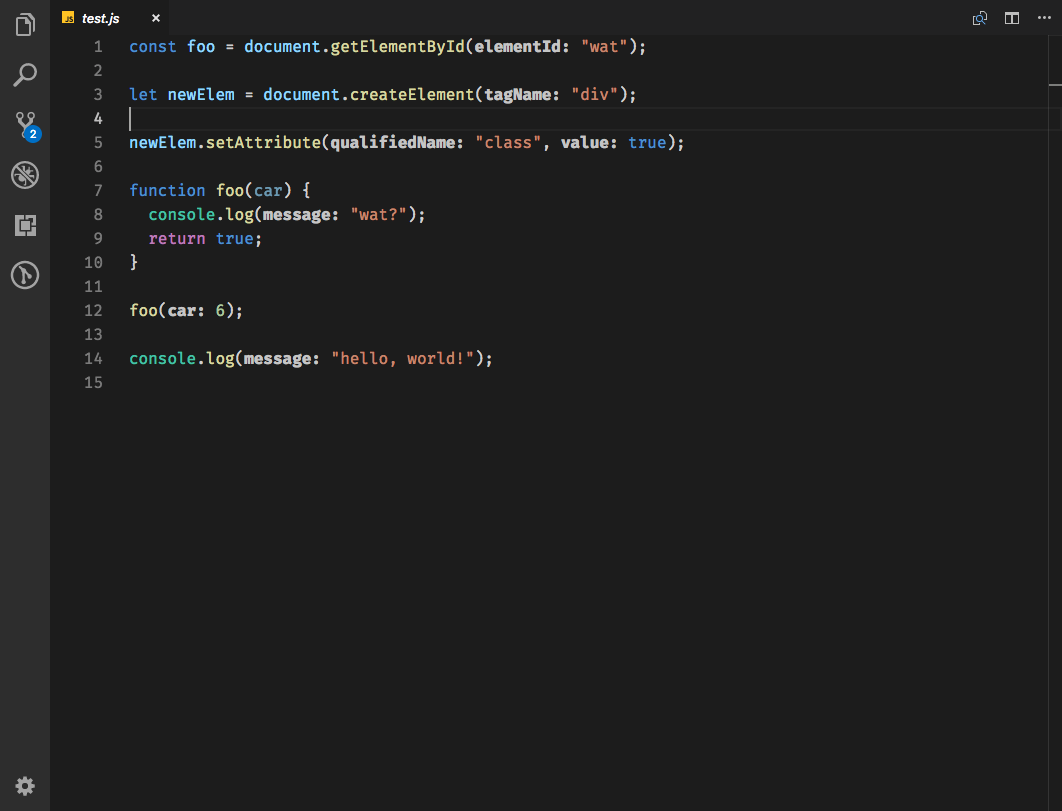 JS test.js ×
1 const foo = document.getElementById(elementId: "wat");
2
3 let newElem = document.createElement(tagName: "div");
4
5 newElem.setAttribute(qualifiedName: "class", value: true);
6
7 function foo(car) {
8   console.log(message: "wat?");
9   return true;
10 }
11
12 foo(car: 6);
13
14 console.log(message: "hello, world!");
15
2